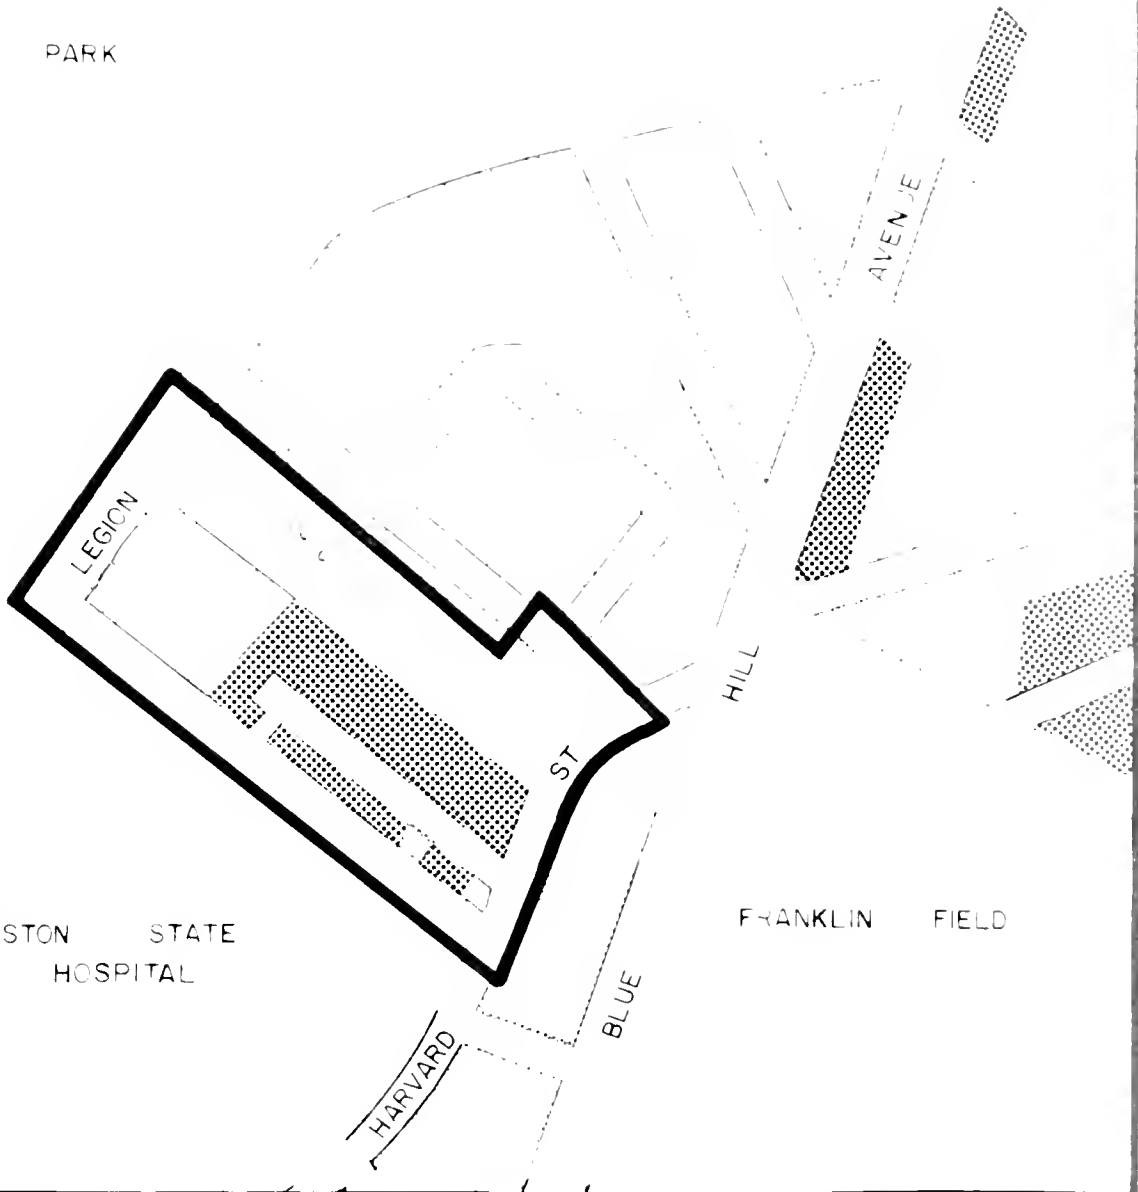 PARK
AVENUE
LEGION
HILL
ST
FRANKLIN FIELD
STON STATE
HOSPITAL
BLUE
HARVARD